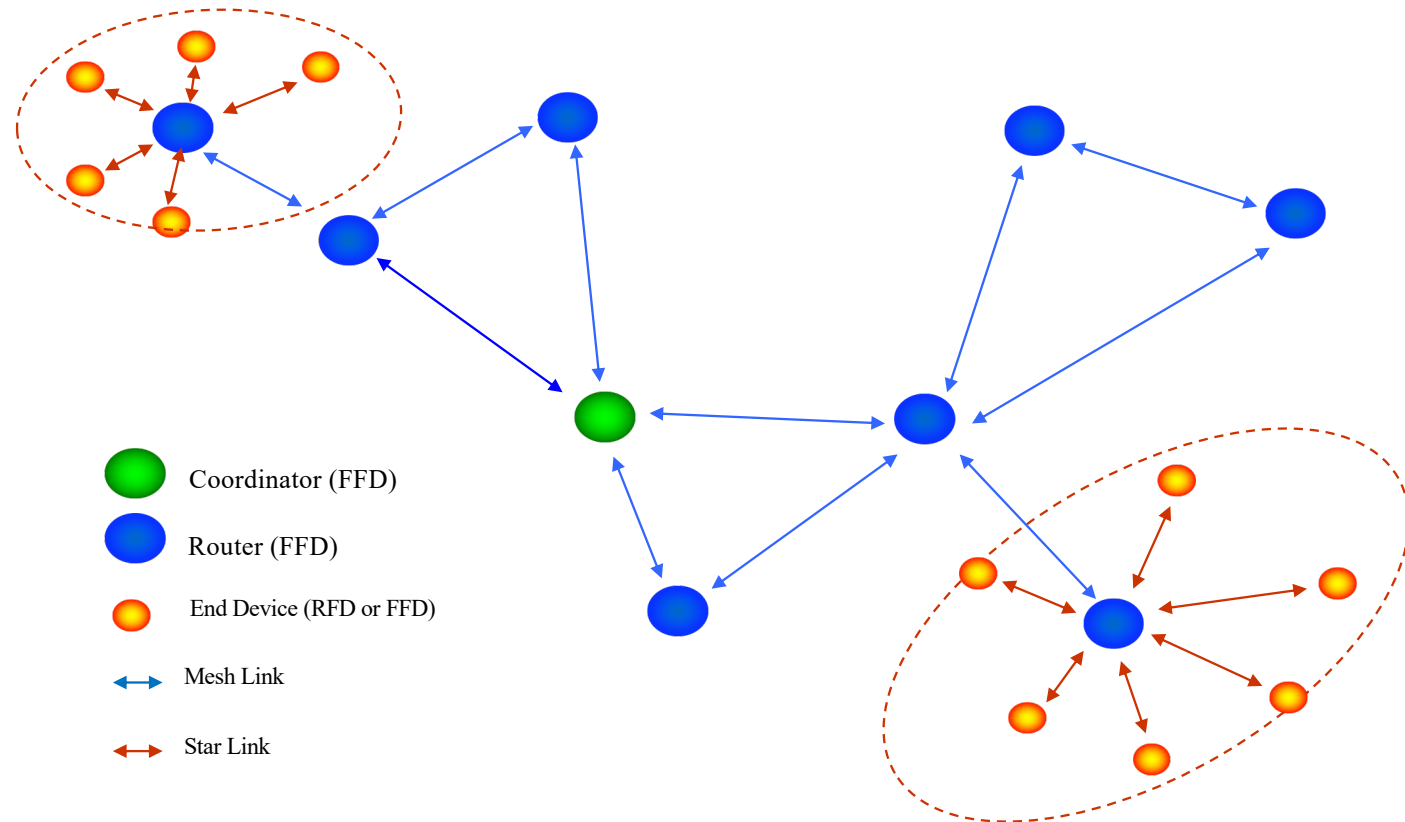 Coordinator (FFD)
Router (FFD)
End Device (RFD or FFD)
Mesh Link
Star Link